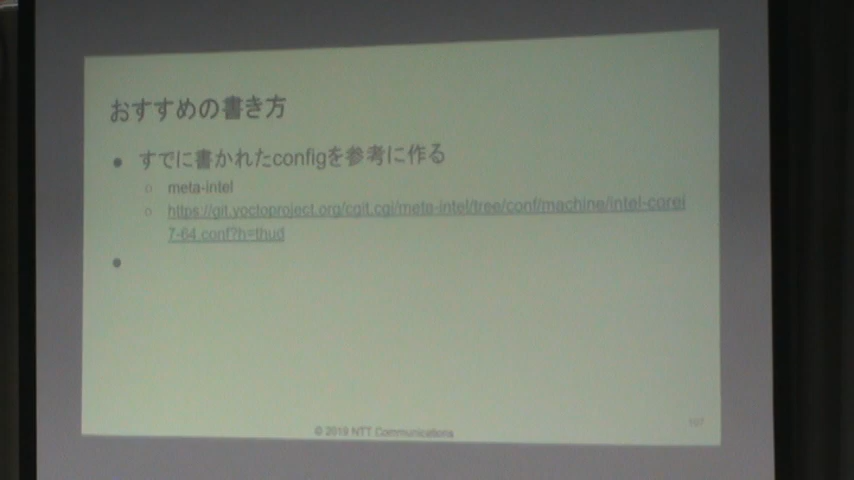 おすすめの書き方
● すでに書かれたconfigを参考に作る
○ meta-intel
○ https://git.yoctoproject.org/cgit.cgi/meta-intel/tree/conf/machine/intel-corei
7-64.conf?h=thud
●
© 2019 NTT Communications